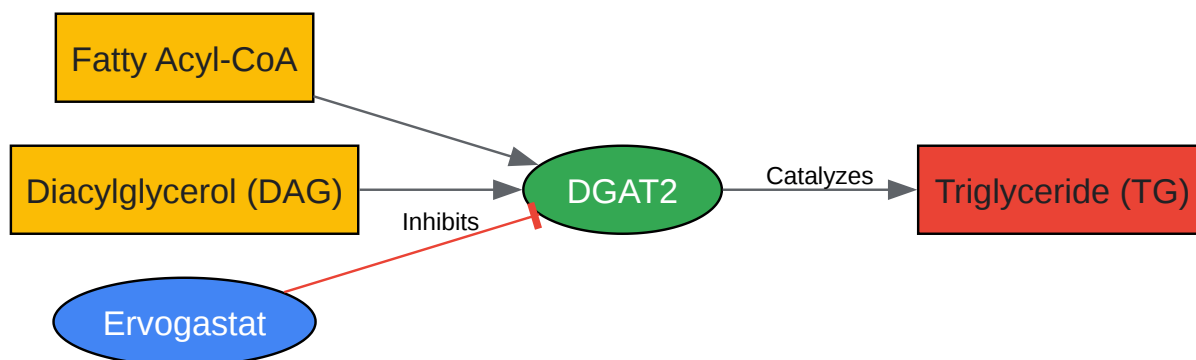 Fatty Acyl-CoA
Diacylglycerol (DAG)
DGAT2
Catalyzes
Triglyceride (TG)
Inhibits
Ervogastat